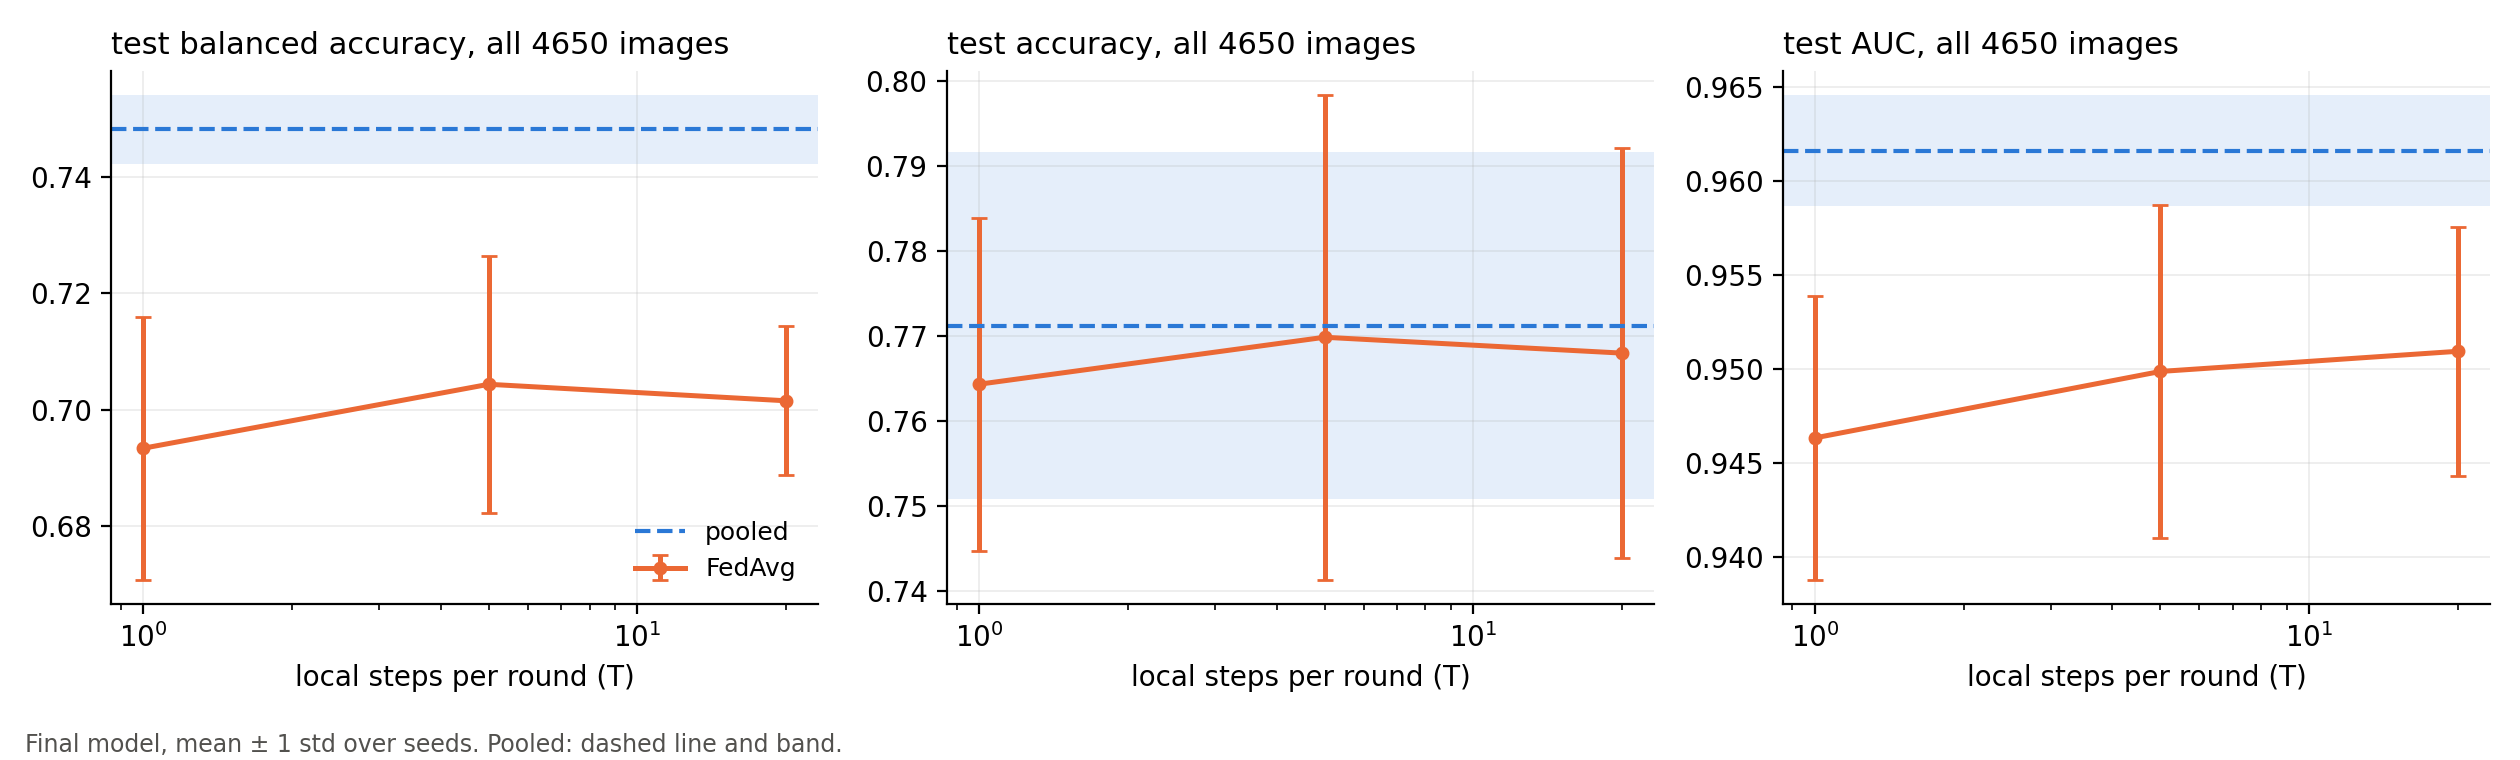 test balanced accuracy, all 4650 images
0.74
0.72
0.70
0.68
pooled
FedAvg
10⁰ 10¹
local steps per round (T)
test accuracy, all 4650 images
0.80
0.79
0.78
0.77
0.76
0.75
0.74
10⁰ 10¹
local steps per round (T)
test AUC, all 4650 images
0.965
0.960
0.955
0.950
0.945
0.940
10⁰ 10¹
local steps per round (T)
Final model, mean ± 1 std over seeds. Pooled: dashed line and band.